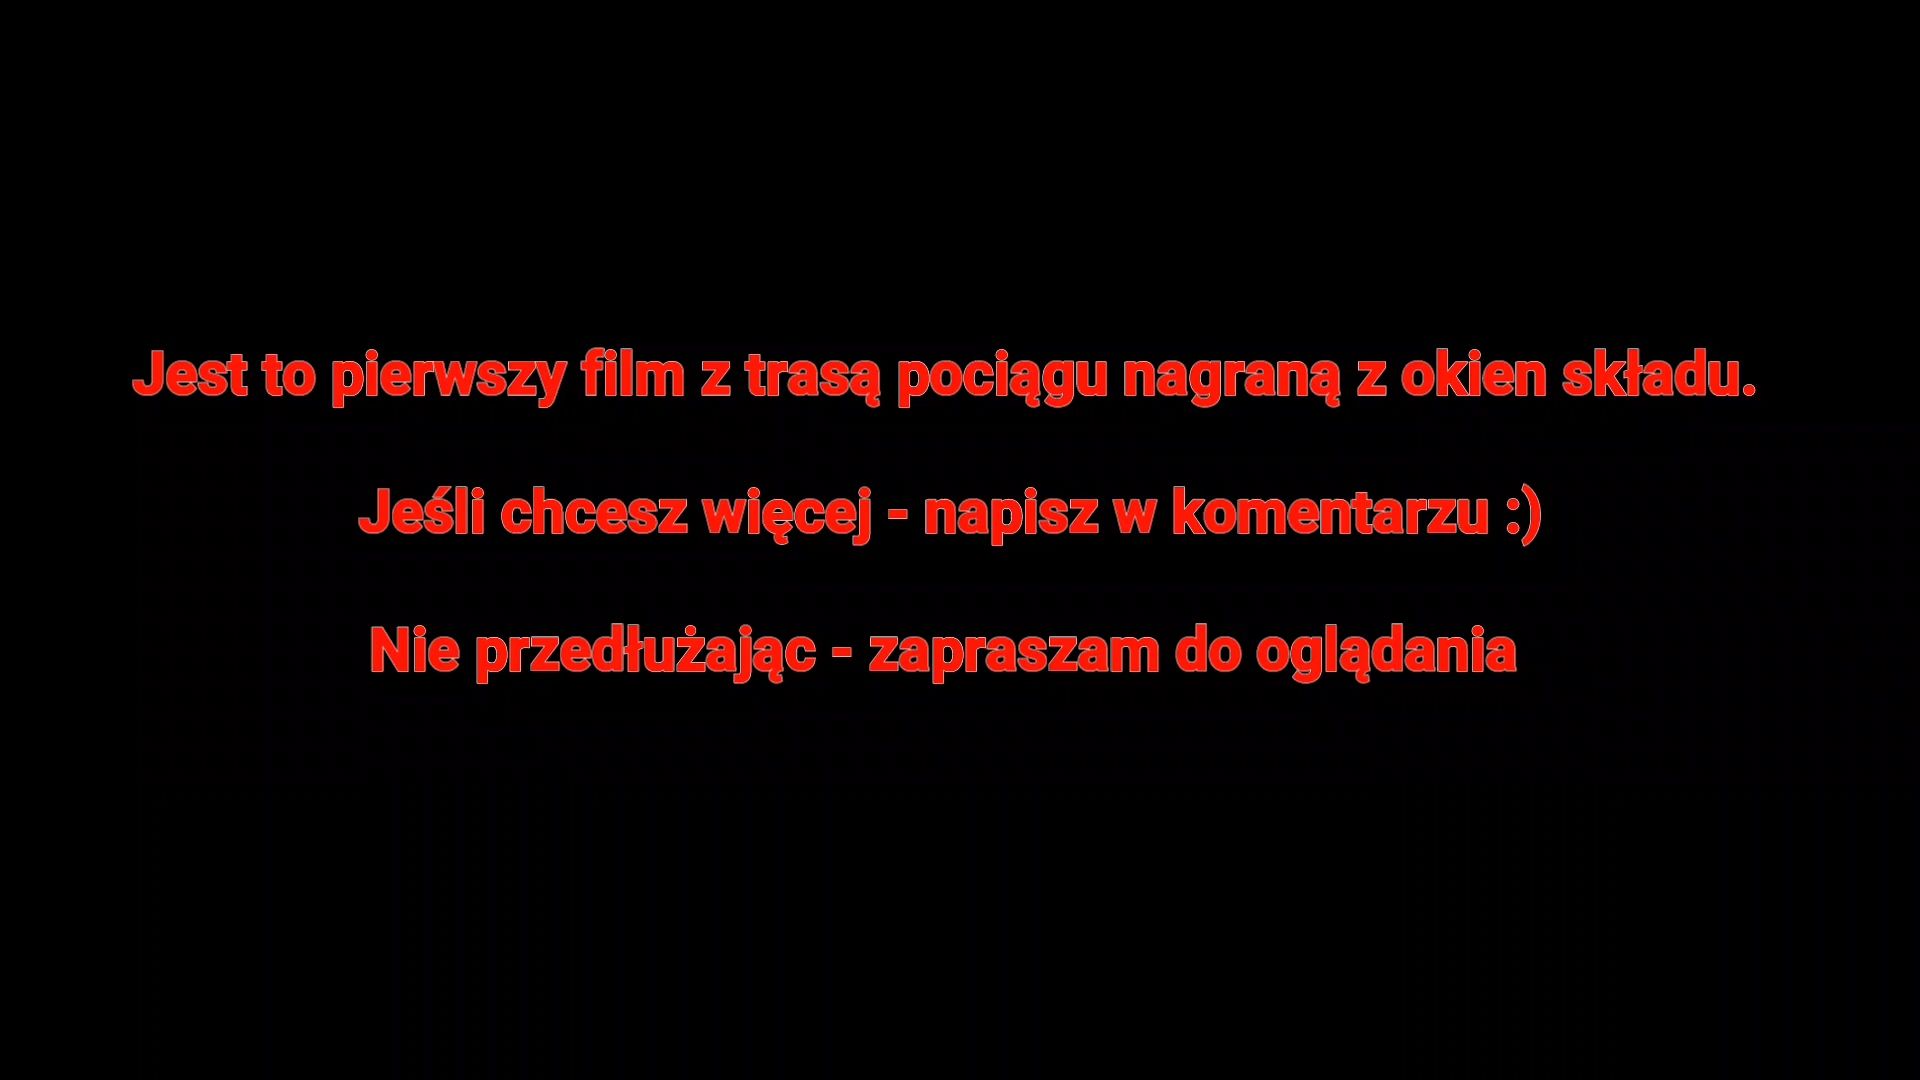 Jest to pierwszy film z trasą pociągu nagraną z okien składu.
Jeśli chcesz więcej - napisz w komentarzu :)
Nie przedłużając - zapraszam do oglądania